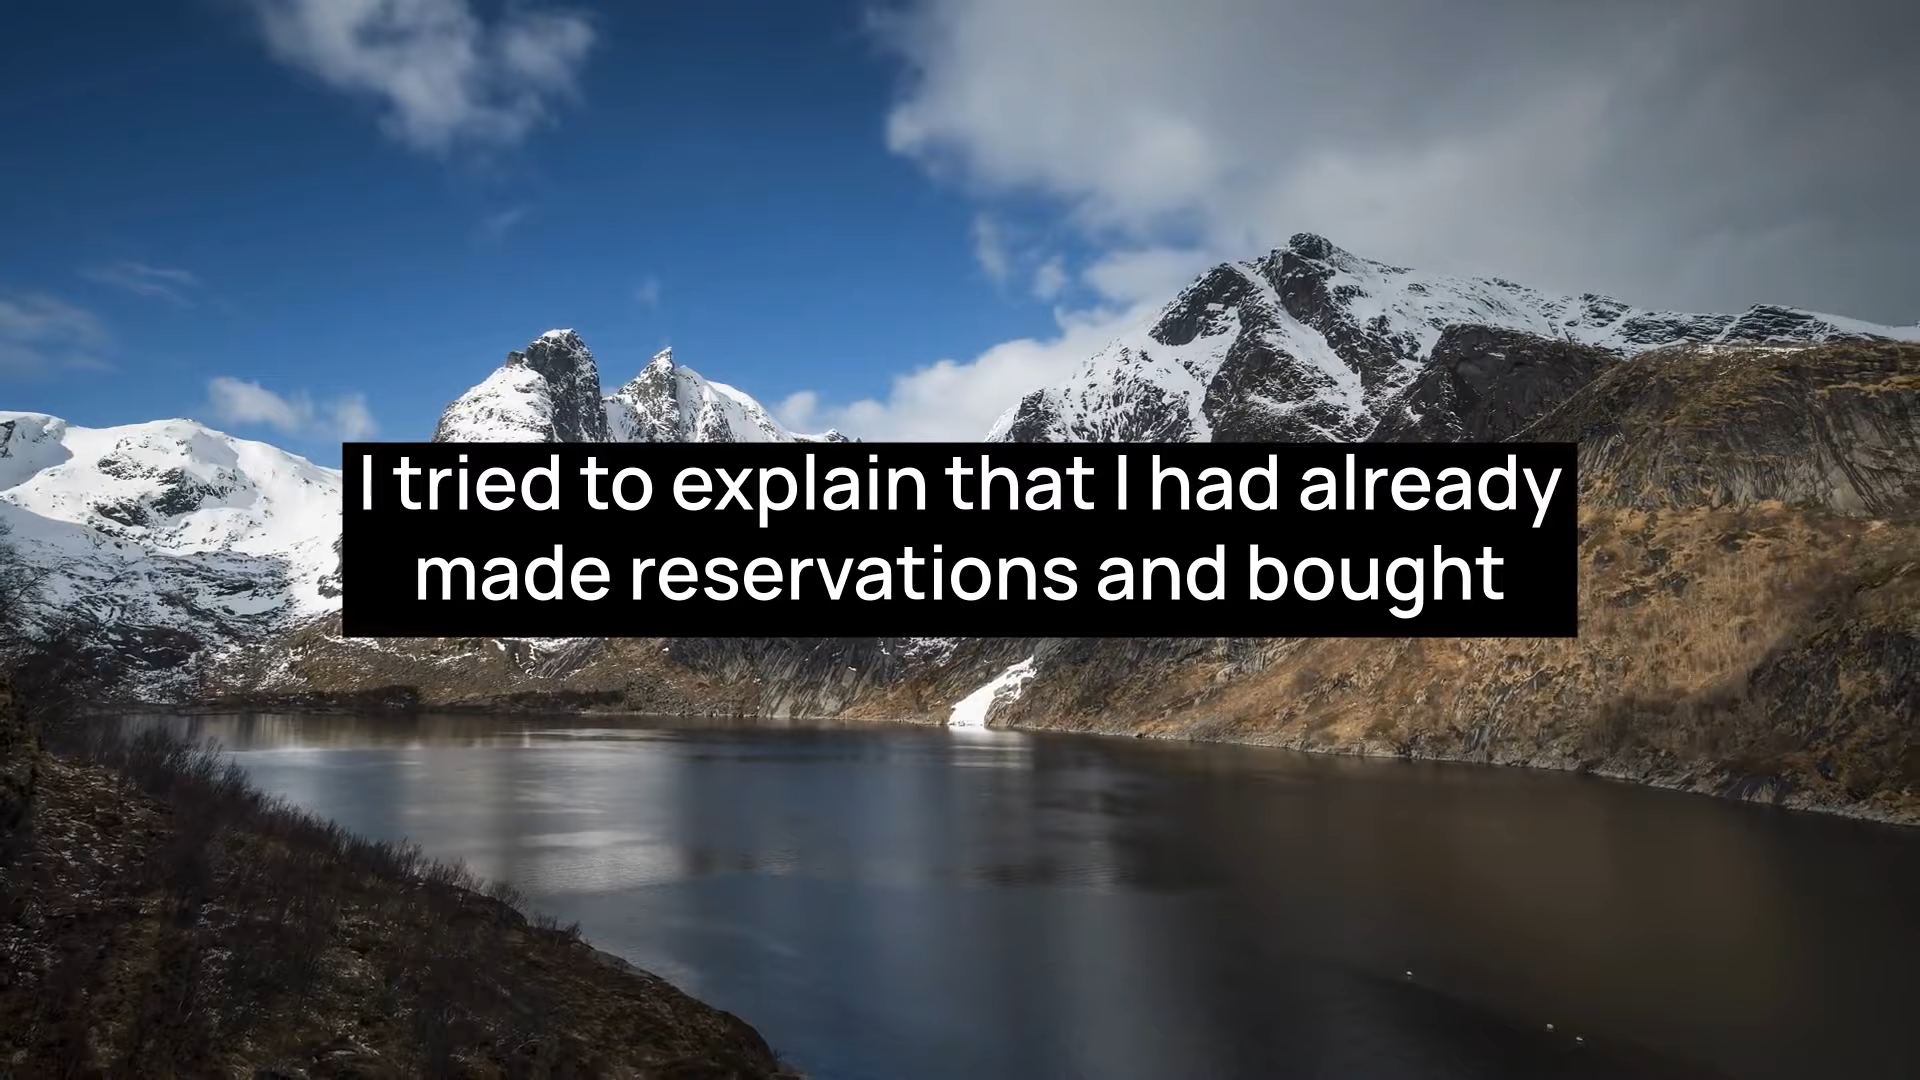 I tried to explain that I had already
made reservations and bought